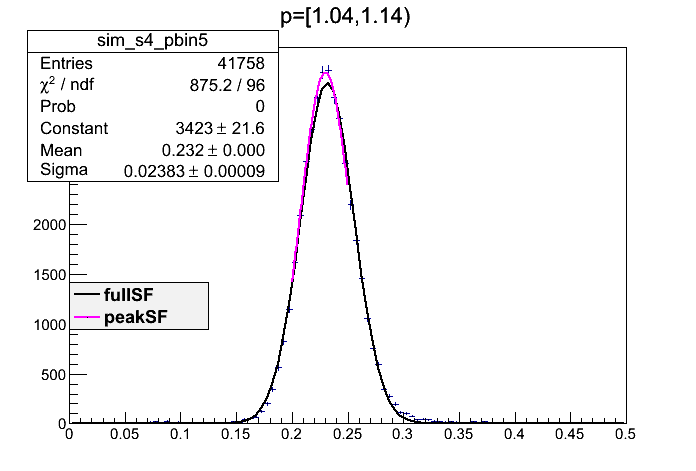 p=[1.04,1.14)
sim_s4_pbin5
Entries 41758
χ² / ndf 875.2 / 96
Prob 0
Constant 3423 ± 21.6
Mean 0.232 ± 0.000
Sigma 0.02383 ± 0.00009
2000
1500
fullSF
peakSF
1000
500
0
0 0.05 0.1 0.15 0.2 0.25 0.3 0.35 0.4 0.45 0.5